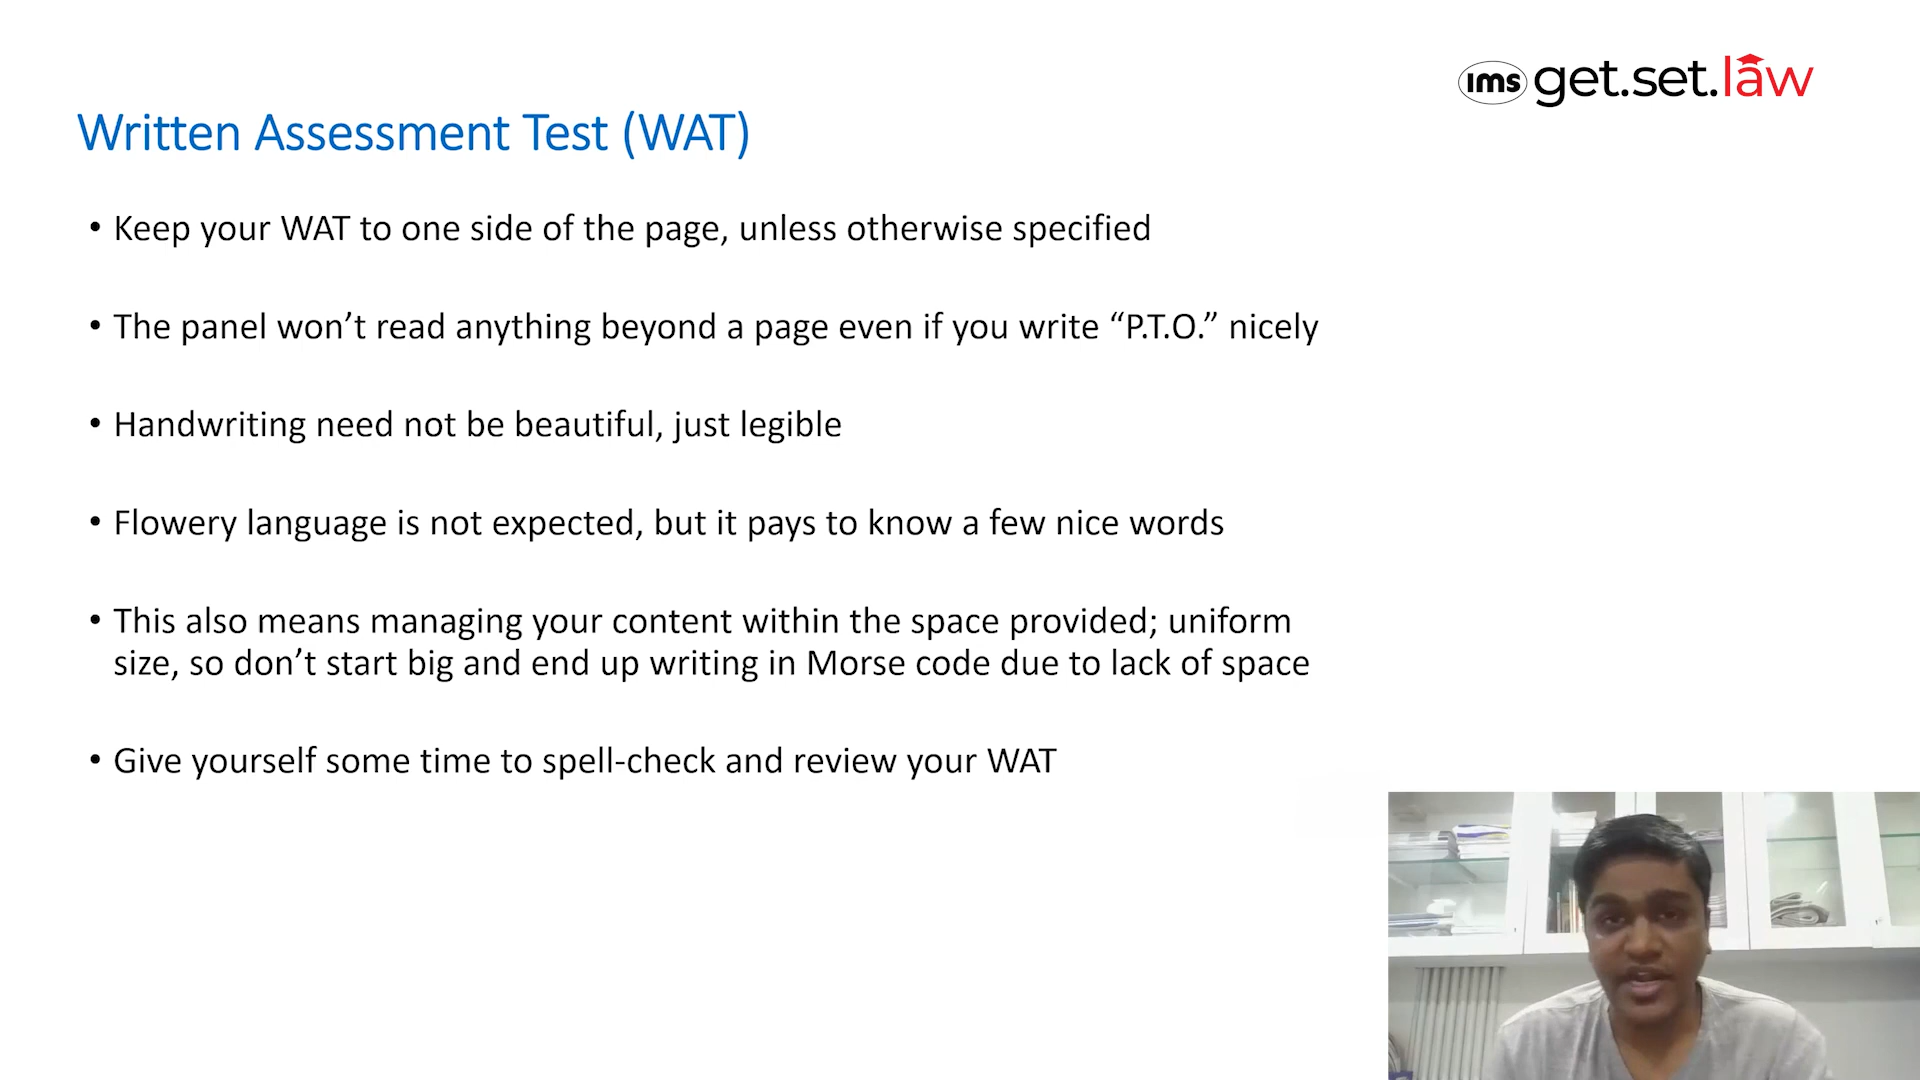 ims get.set.law
Written Assessment Test (WAT)
• Keep your WAT to one side of the page, unless otherwise specified
• The panel won’t read anything beyond a page even if you write “P.T.O.” nicely
• Handwriting need not be beautiful, just legible
• Flowery language is not expected, but it pays to know a few nice words
• This also means managing your content within the space provided; uniform
size, so don’t start big and end up writing in Morse code due to lack of space
• Give yourself some time to spell-check and review your WAT